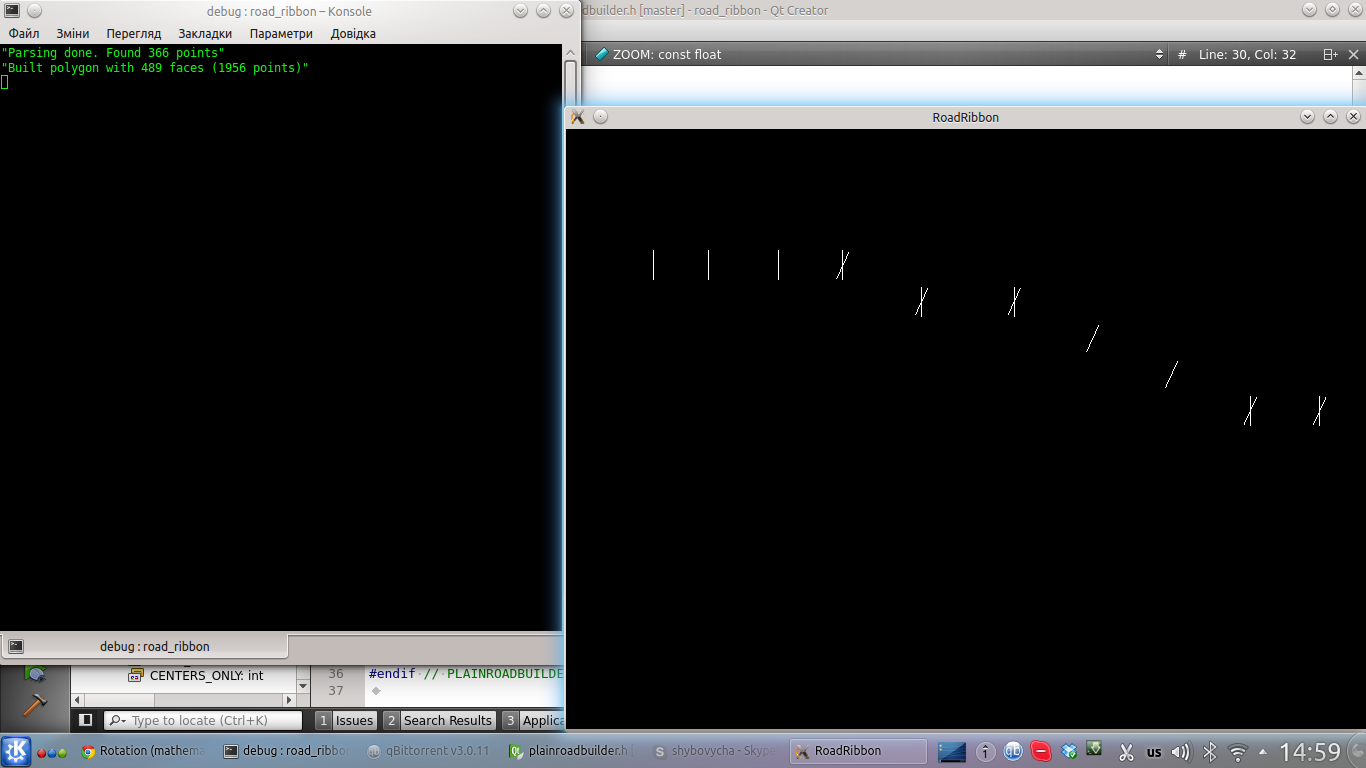 debug : road_ribbon – Konsole
dbuilder.h [master] - road_ribbon - Qt Creator
Файл Зміни Перегляд Закладки Параметри Довідка
ZOOM: const float # Line: 30, Col: 32
"Parsing done. Found 366 points"
"Built polygon with 489 faces (1956 points)"
RoadRibbon
debug : road_ribbon
CENTERS_ONLY: int
36 #endif // PLAINROADBUILDE
37
Type to locate (Ctrl+K) 1 Issues 2 Search Results 3 Applica
Rotation (mathema debug : road_ribbo qBittorrent v3.0.11 plainroadbuilder.h [ shybovycha - Skype RoadRibbon us 14:59